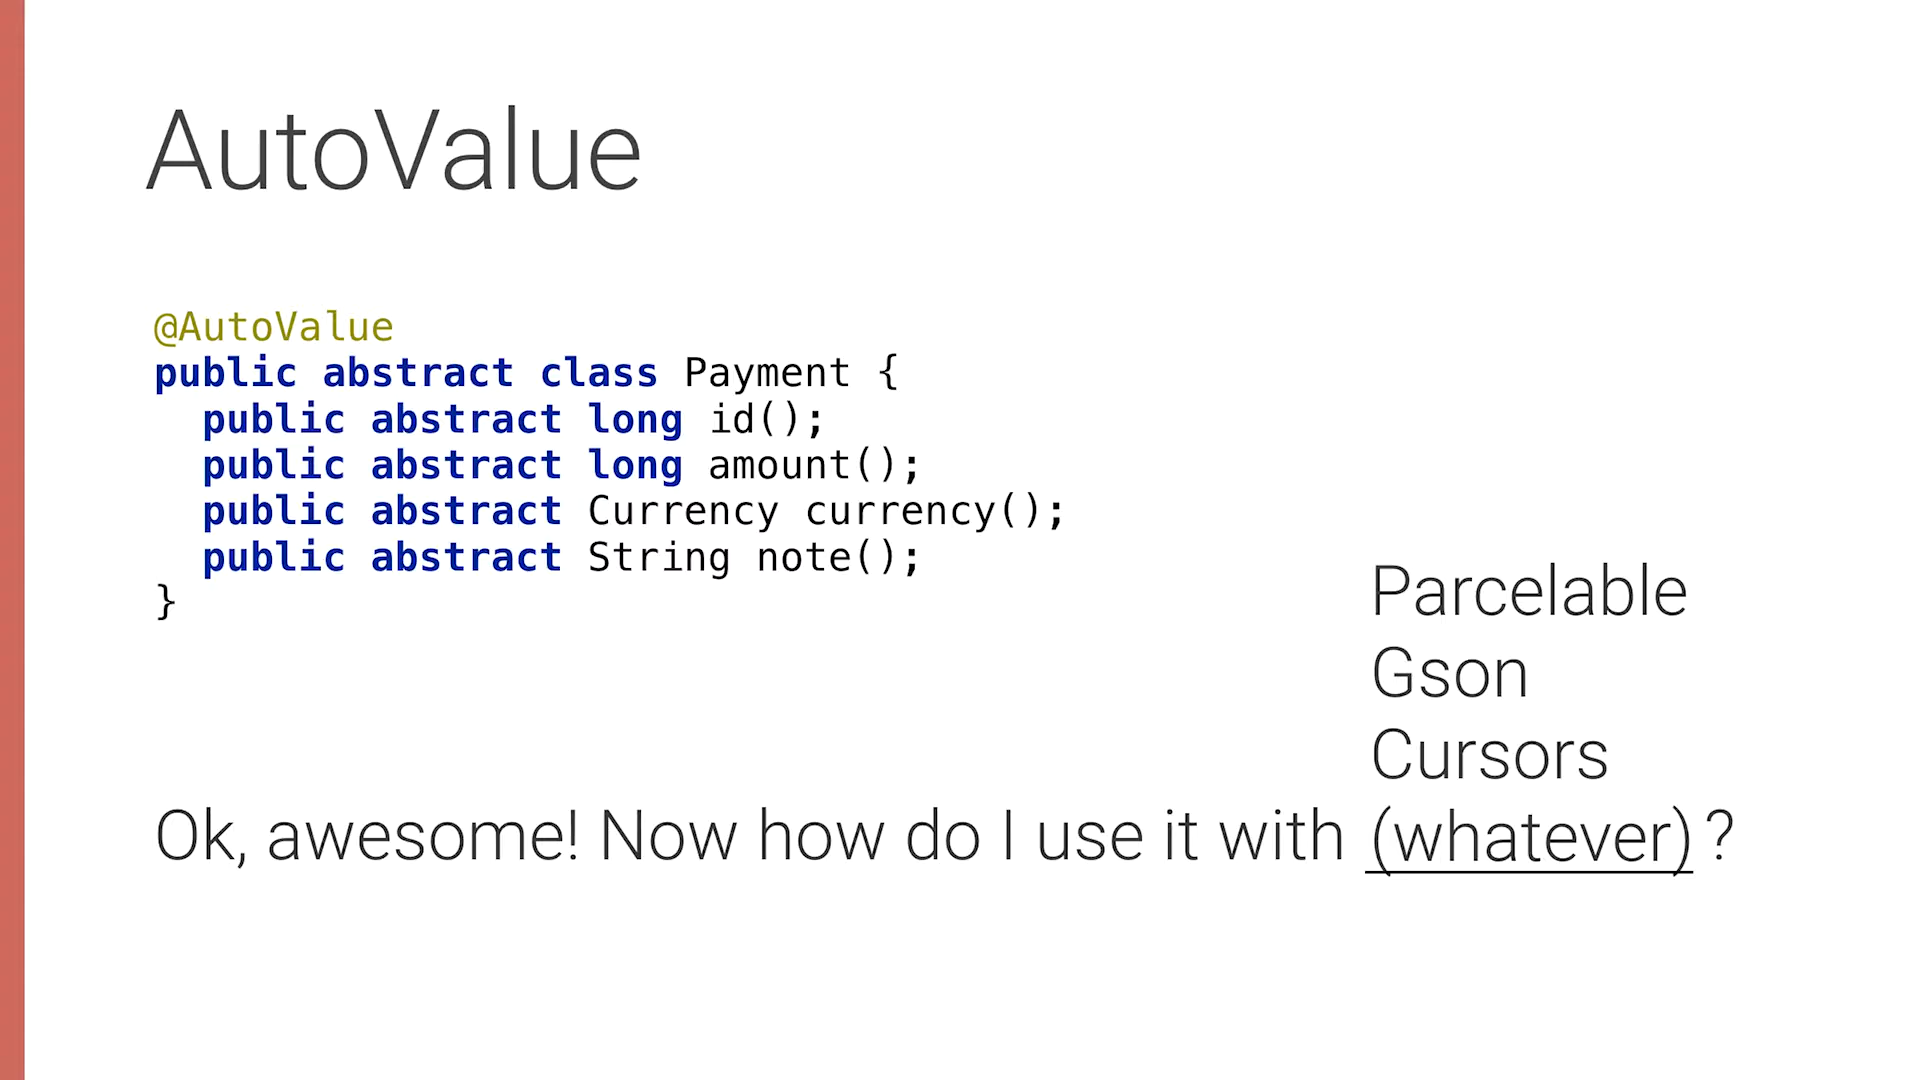 AutoValue
@AutoValue
public abstract class Payment {
  public abstract long id();
  public abstract long amount();
  public abstract Currency currency();
  public abstract String note();
}
Parcelable
Gson
Cursors
Ok, awesome! Now how do I use it with (whatever) ?